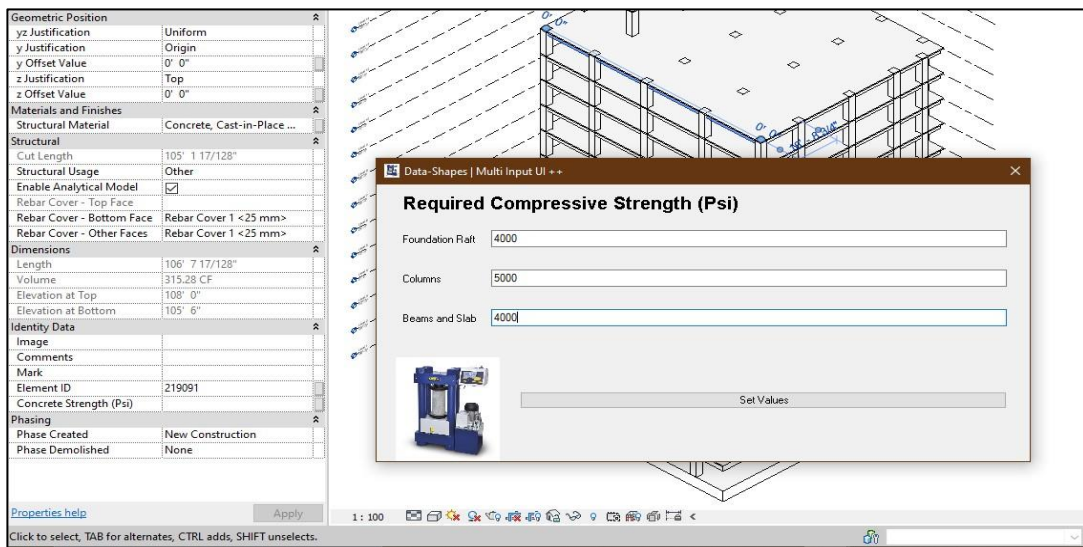 Geometric Position
yz Justification Uniform
y Justification Origin
y Offset Value 0' 0"
z Justification Top
z Offset Value 0' 0"
Materials and Finishes
Structural Material Concrete, Cast-in-Place ...
Structural
Cut Length 105' 1 17/128"
Structural Usage Other
Enable Analytical Model
Rebar Cover - Top Face
Rebar Cover - Bottom Face Rebar Cover 1 <25 mm>
Rebar Cover - Other Faces Rebar Cover 1 <25 mm>
Dimensions
Length 106' 7 17/128"
Volume 315.28 CF
Elevation at Top 108' 0"
Elevation at Bottom 105' 6"
Identity Data
Image
Comments
Mark
Element ID 219091
Concrete Strength (Psi)
Phasing
Phase Created New Construction
Phase Demolished None
Properties help Apply
Click to select, TAB for alternates, CTRL adds, SHIFT unselects.
0' 0"
0' 0"
Data-Shapes | Multi Input UI ++
Required Compressive Strength (Psi)
Foundation Raft 4000
Columns 5000
Beams and Slab 4000
Set Values
1 : 100